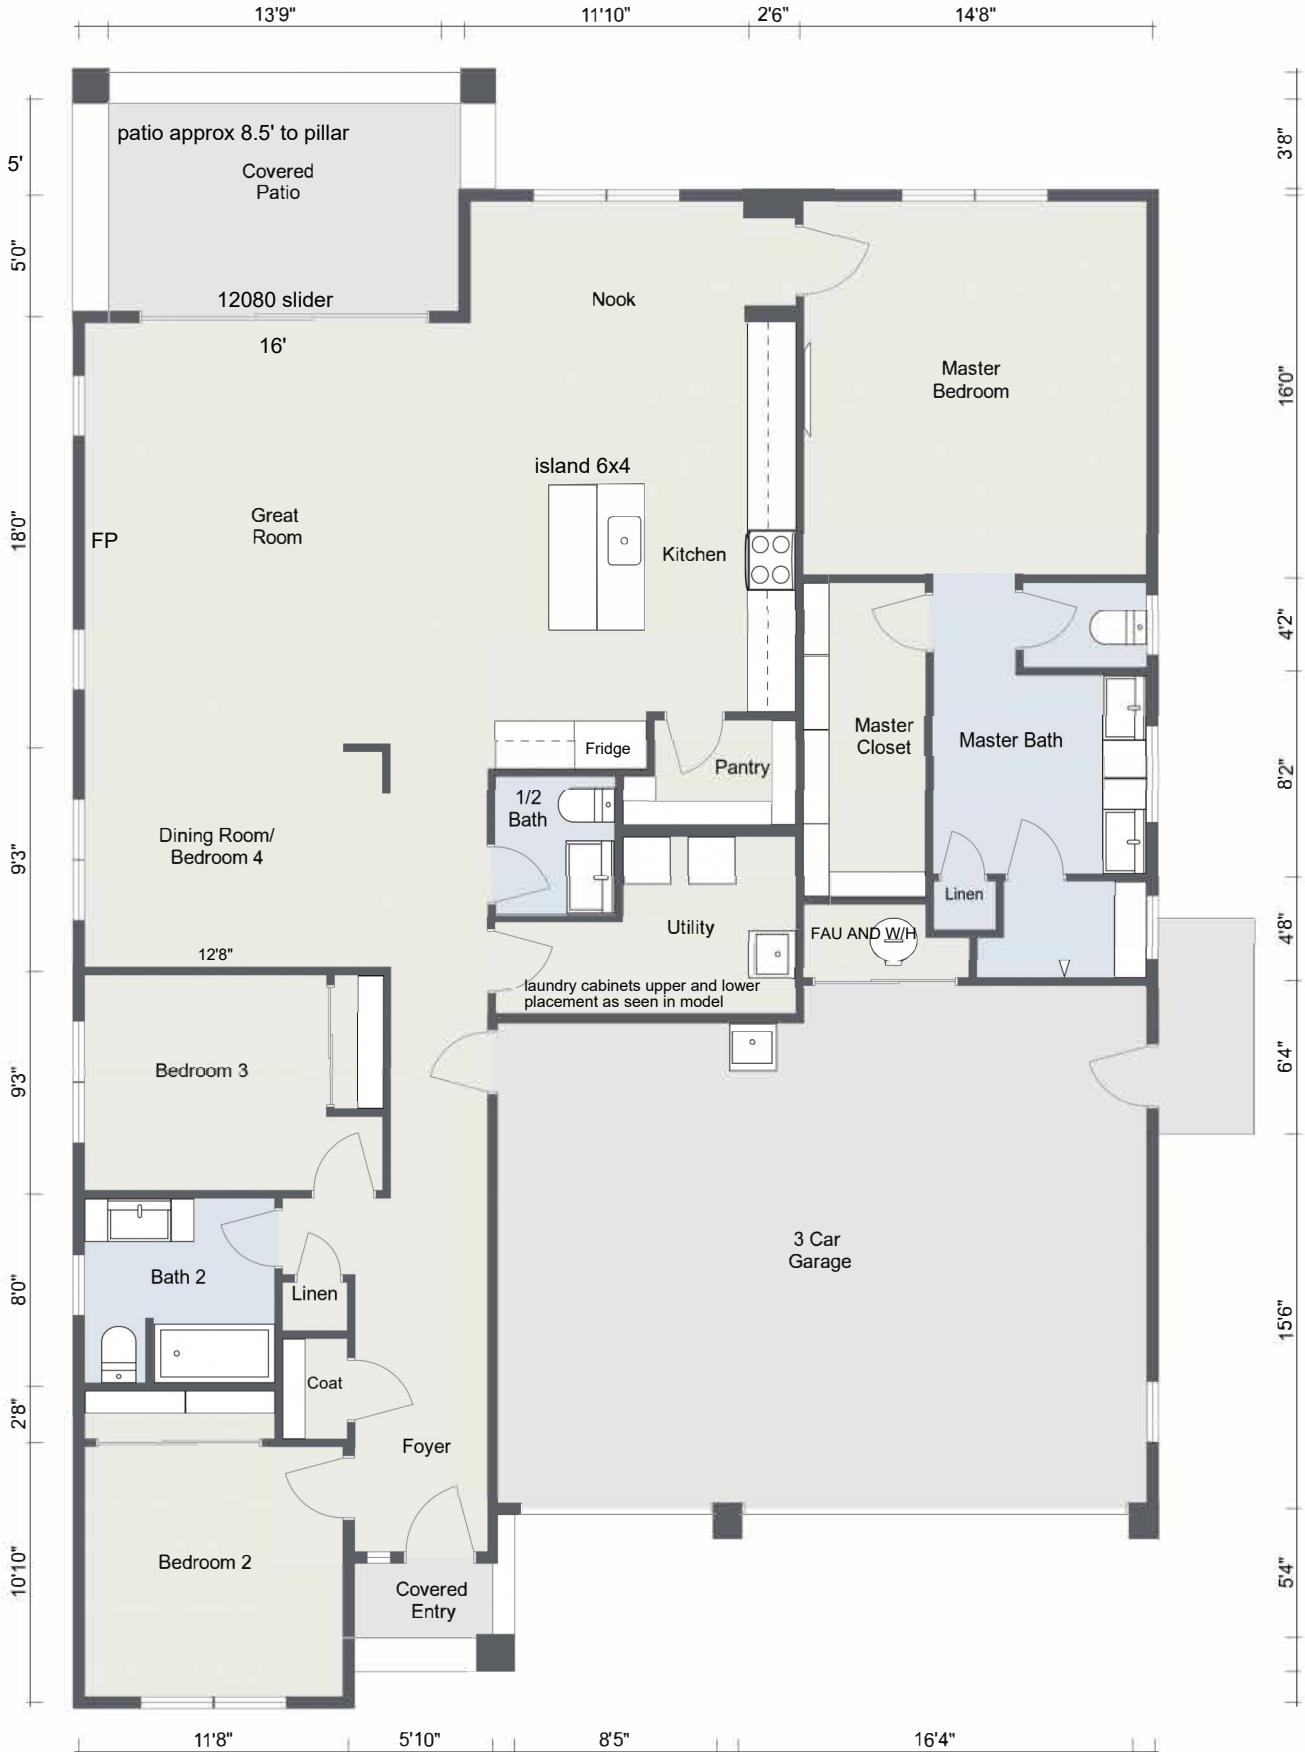 13'9"
11'10"
2'6"
14'8"
patio approx 8.5' to pillar
Covered
Patio
5'
3'8"
5'0"
12080 slider
16'
Nook
Master
Bedroom
16'0"
island 6x4
Great
Room
FP
18'0"
Kitchen
4'2"
Master
Closet
Master Bath
Fridge
Pantry
8'2"
1/2
Bath
Dining Room/
Bedroom 4
9'3"
12'8"
Utility
Linen
FAU AND W/H
4'8"
laundry cabinets upper and lower
placement as seen in model
Bedroom 3
9'3"
6'4"
3 Car
Garage
Bath 2
Linen
8'0"
15'6"
Coat
2'8"
Foyer
Bedroom 2
10'10"
Covered
Entry
5'4"
11'8"
5'10"
8'5"
16'4"